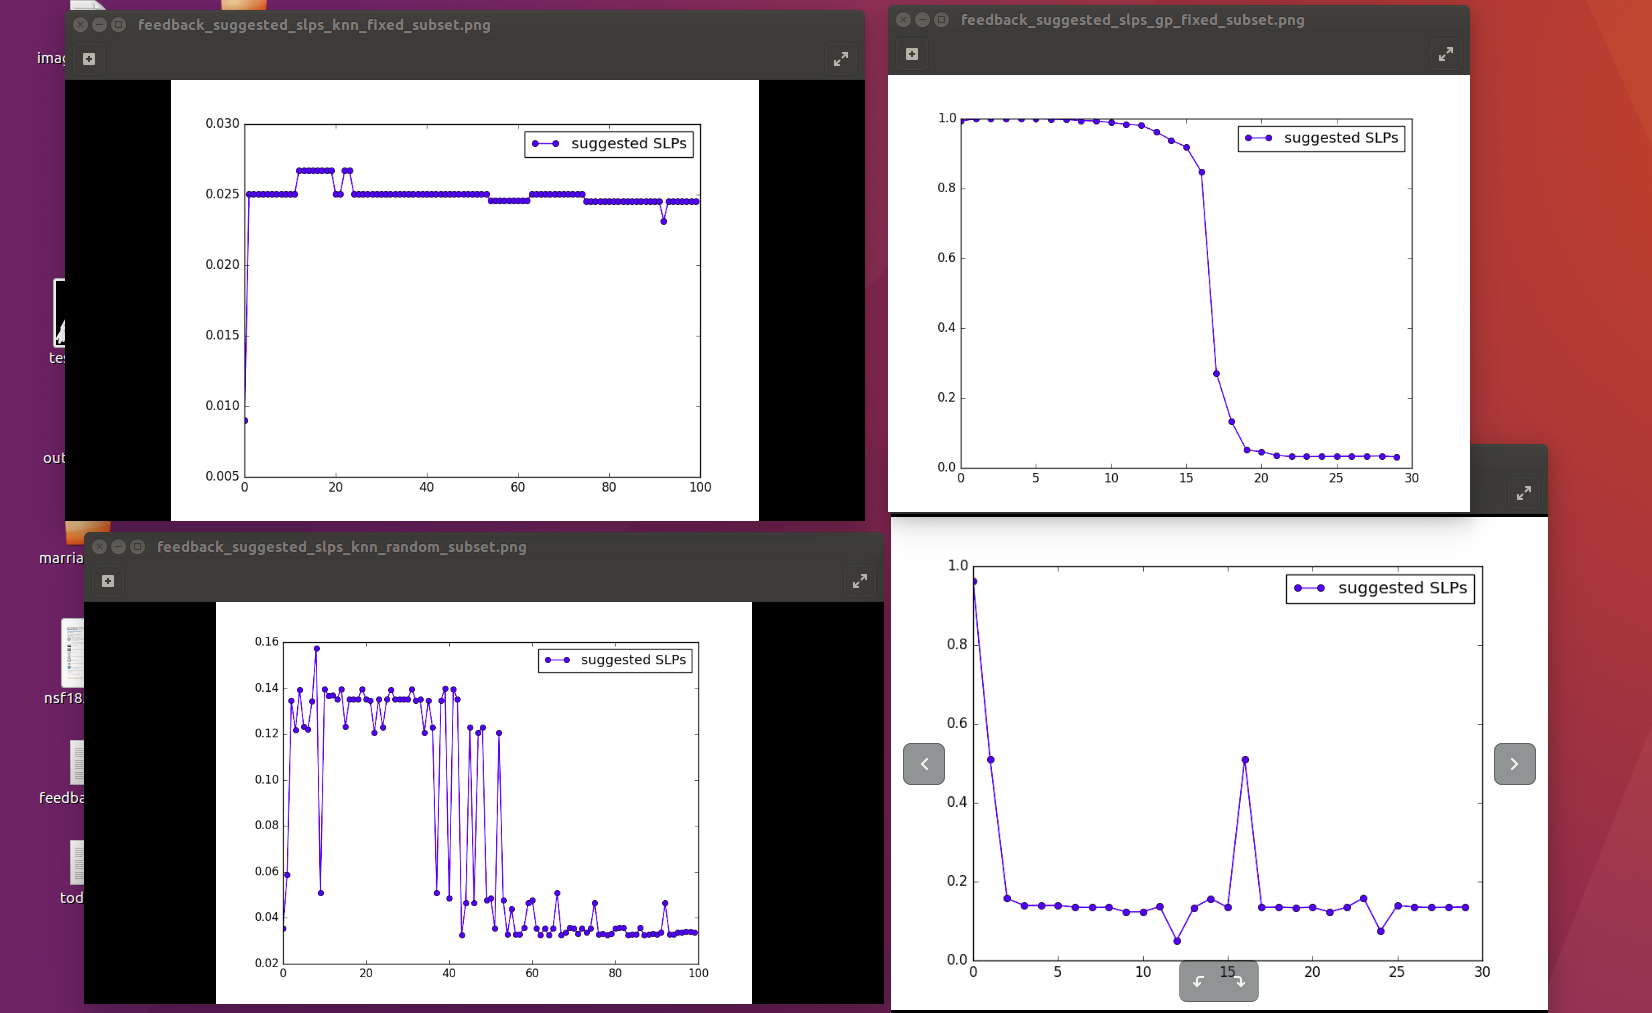 feedback_suggested_slps_knn_fixed_subset.png
0.030
0.025
0.020
0.015
0.010
0.005
0 20 40 60 80 100
suggested SLPs
feedback_suggested_slps_gp_fixed_subset.png
1.0
0.8
0.6
0.4
0.2
0.0
0 5 10 15 20 25 30
suggested SLPs
feedback_suggested_slps_knn_random_subset.png
0.16
0.14
0.12
0.10
0.08
0.06
0.04
0.02
0 20 40 60 80 100
suggested SLPs
1.0
0.8
0.6
0.4
0.2
0.0
0 5 10 15 20 25 30
suggested SLPs
imag
tes
out
marria
nsf18
feedba
tod